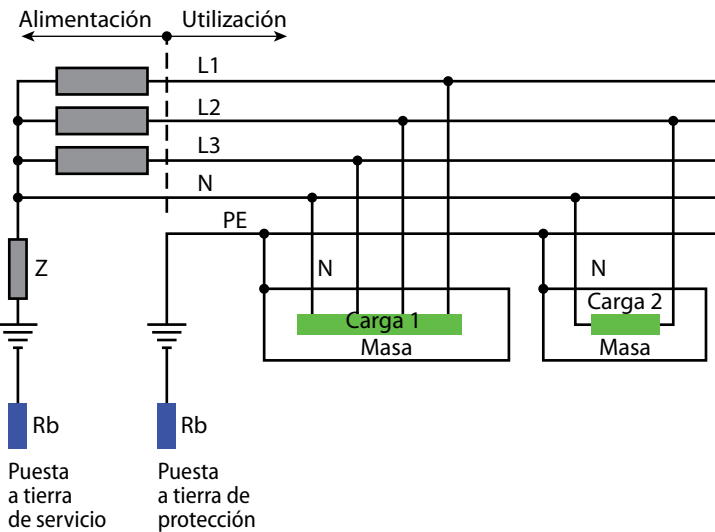 Alimentación Utilización
L1
L2
L3
N
PE
Z
N
N
Carga 1
Masa
Carga 2
Masa
Rb
Rb
Puesta
a tierra
de servicio
Puesta
a tierra de
protección